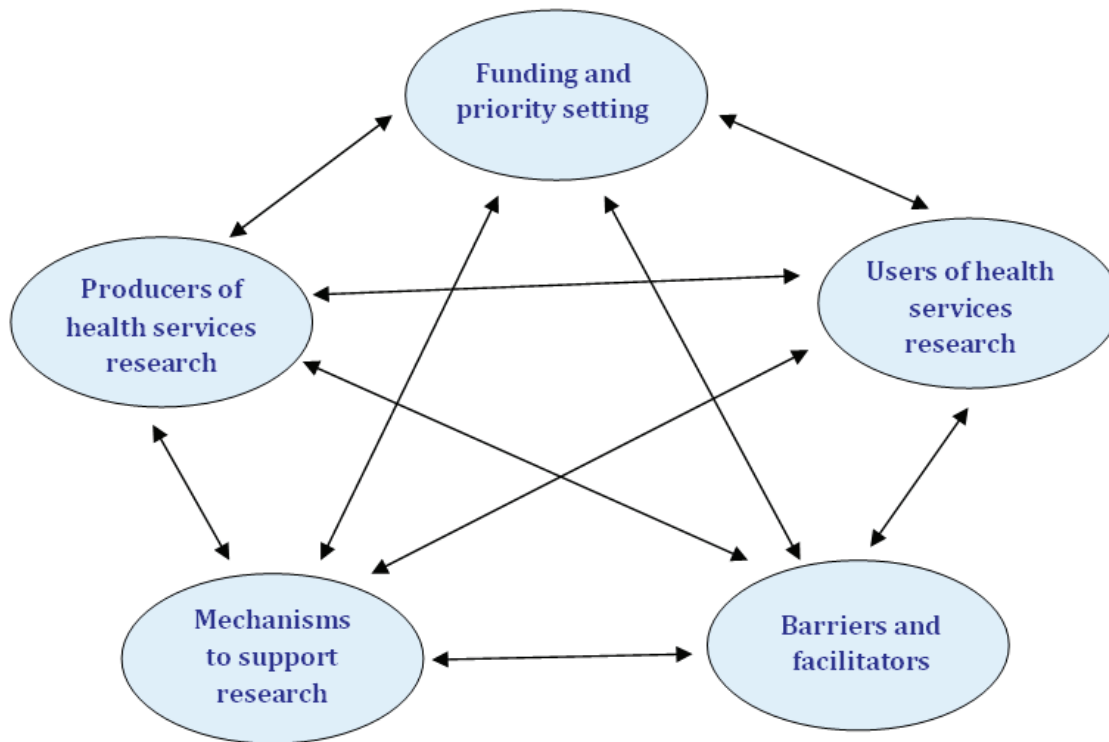 Funding and
priority setting
Producers of
health services
research
Users of health
services
research
Mechanisms
to support
research
Barriers and
facilitators